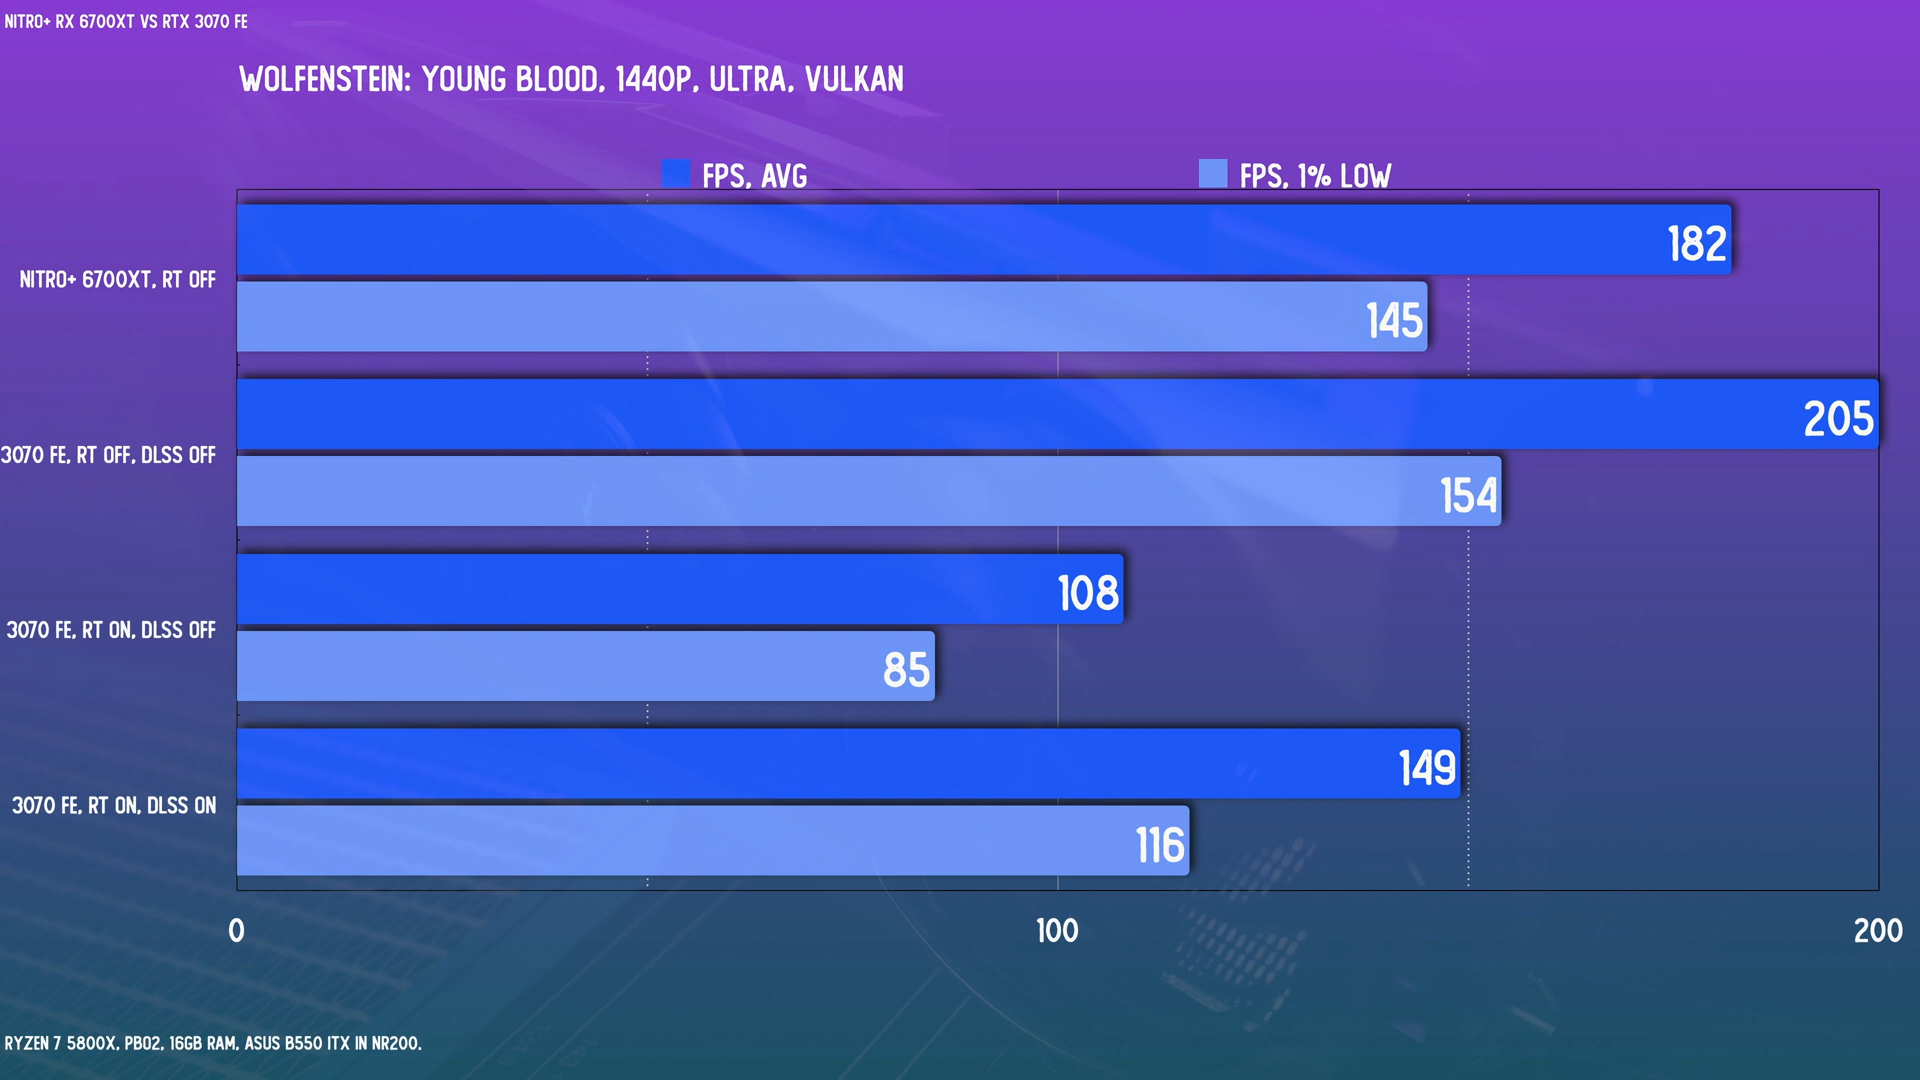 NITRO+ RX 6700XT VS RTX 3070 FE
WOLFENSTEIN: YOUNG BLOOD, 1440P, ULTRA, VULKAN
FPS, AVG
FPS, 1% LOW
NITRO+ 6700XT, RT OFF
182
145
3070 FE, RT OFF, DLSS OFF
205
154
3070 FE, RT ON, DLSS OFF
108
85
3070 FE, RT ON, DLSS ON
149
116
0 100 200
RYZEN 7 5800X, PBO2, 16GB RAM, ASUS B550 ITX IN NR200.